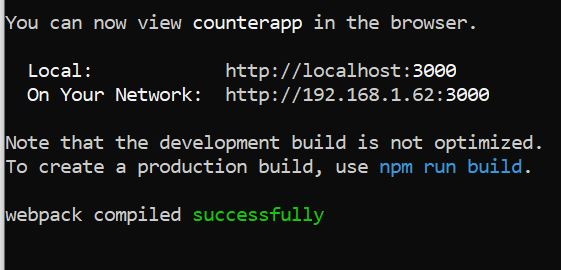 You can now view counterapp in the browser.
Local: http://localhost:3000
On Your Network: http://192.168.1.62:3000
Note that the development build is not optimized.
To create a production build, use npm run build.
webpack compiled successfully